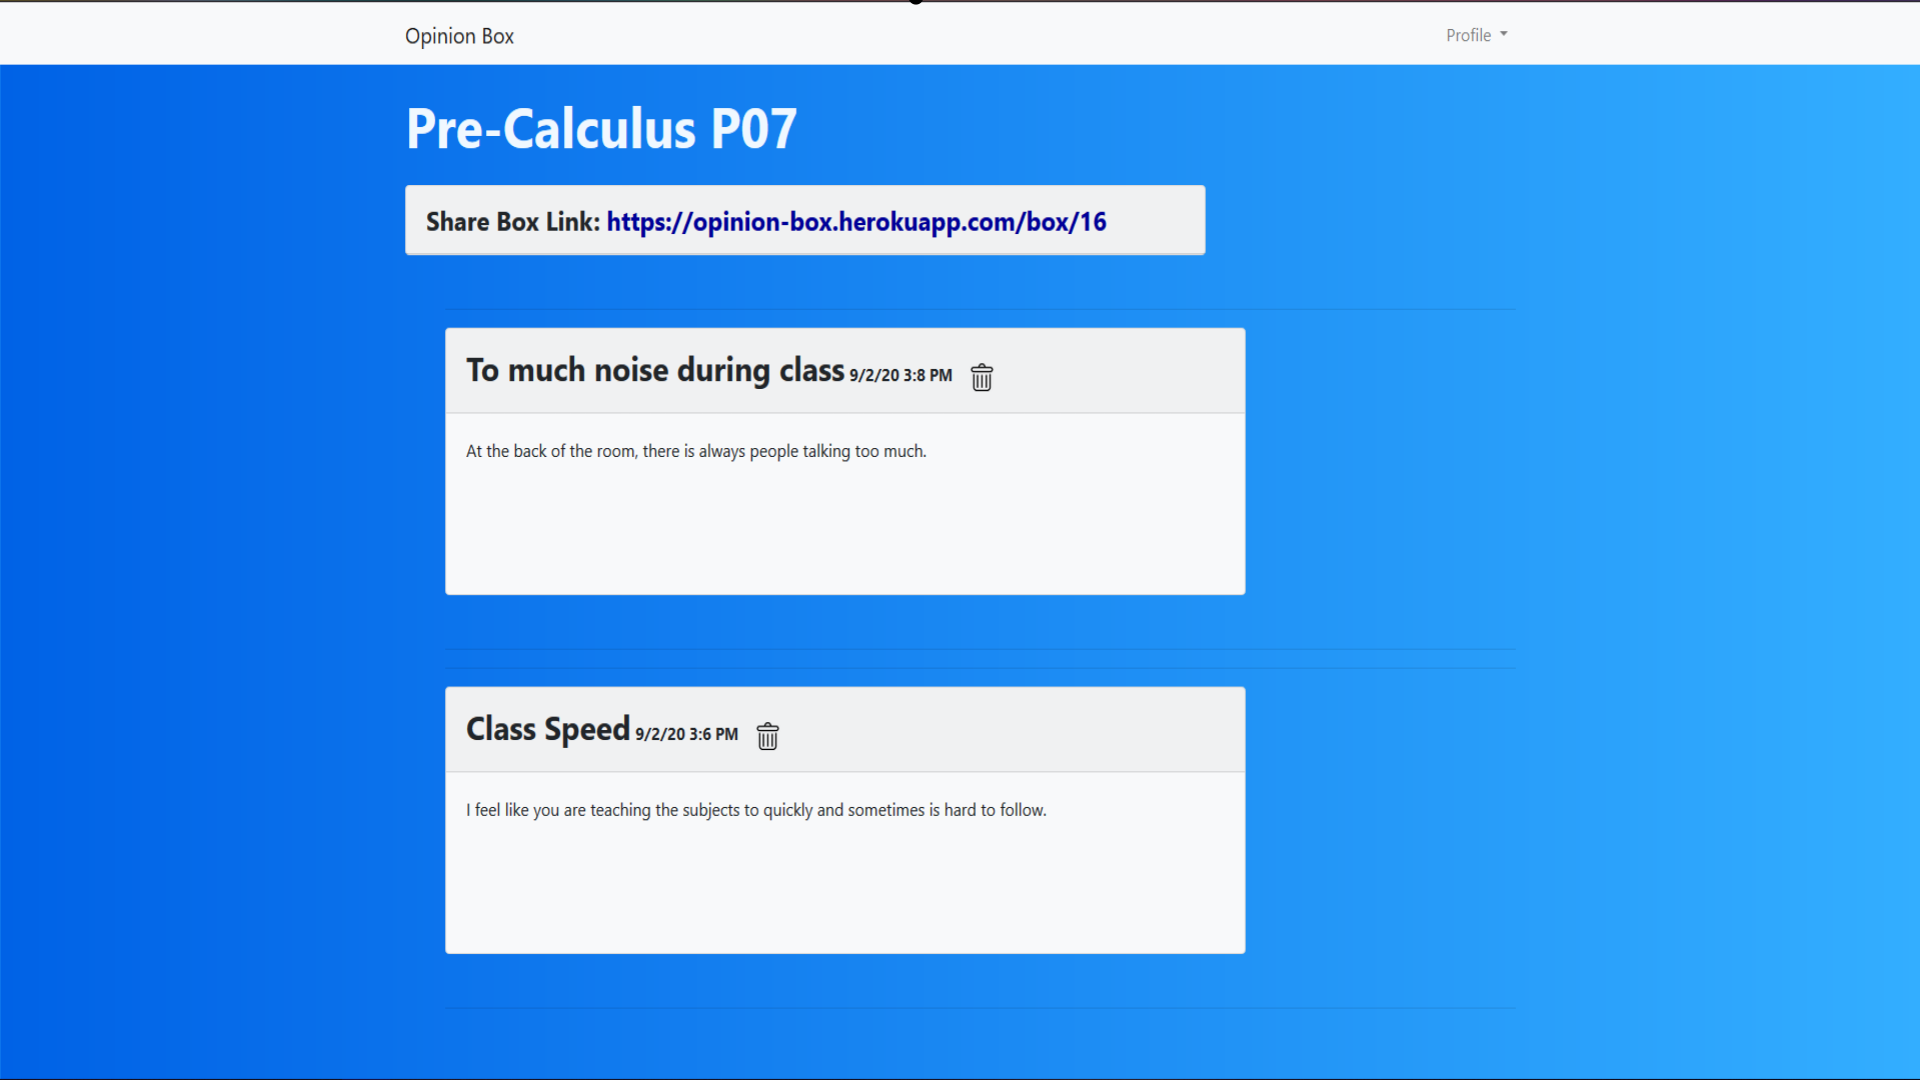 Opinion Box
Profile
Pre-Calculus P07
Share Box Link: https://opinion-box.herokuapp.com/box/16
To much noise during class 9/2/20 3:8 PM
At the back of the room, there is always people talking too much.
Class Speed 9/2/20 3:6 PM
I feel like you are teaching the subjects to quickly and sometimes is hard to follow.